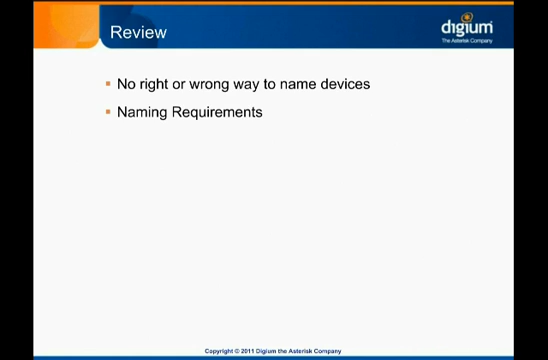 Review
digium
The Asterisk Company
No right or wrong way to name devices
Naming Requirements
Copyright © 2011 Digium the Asterisk Company